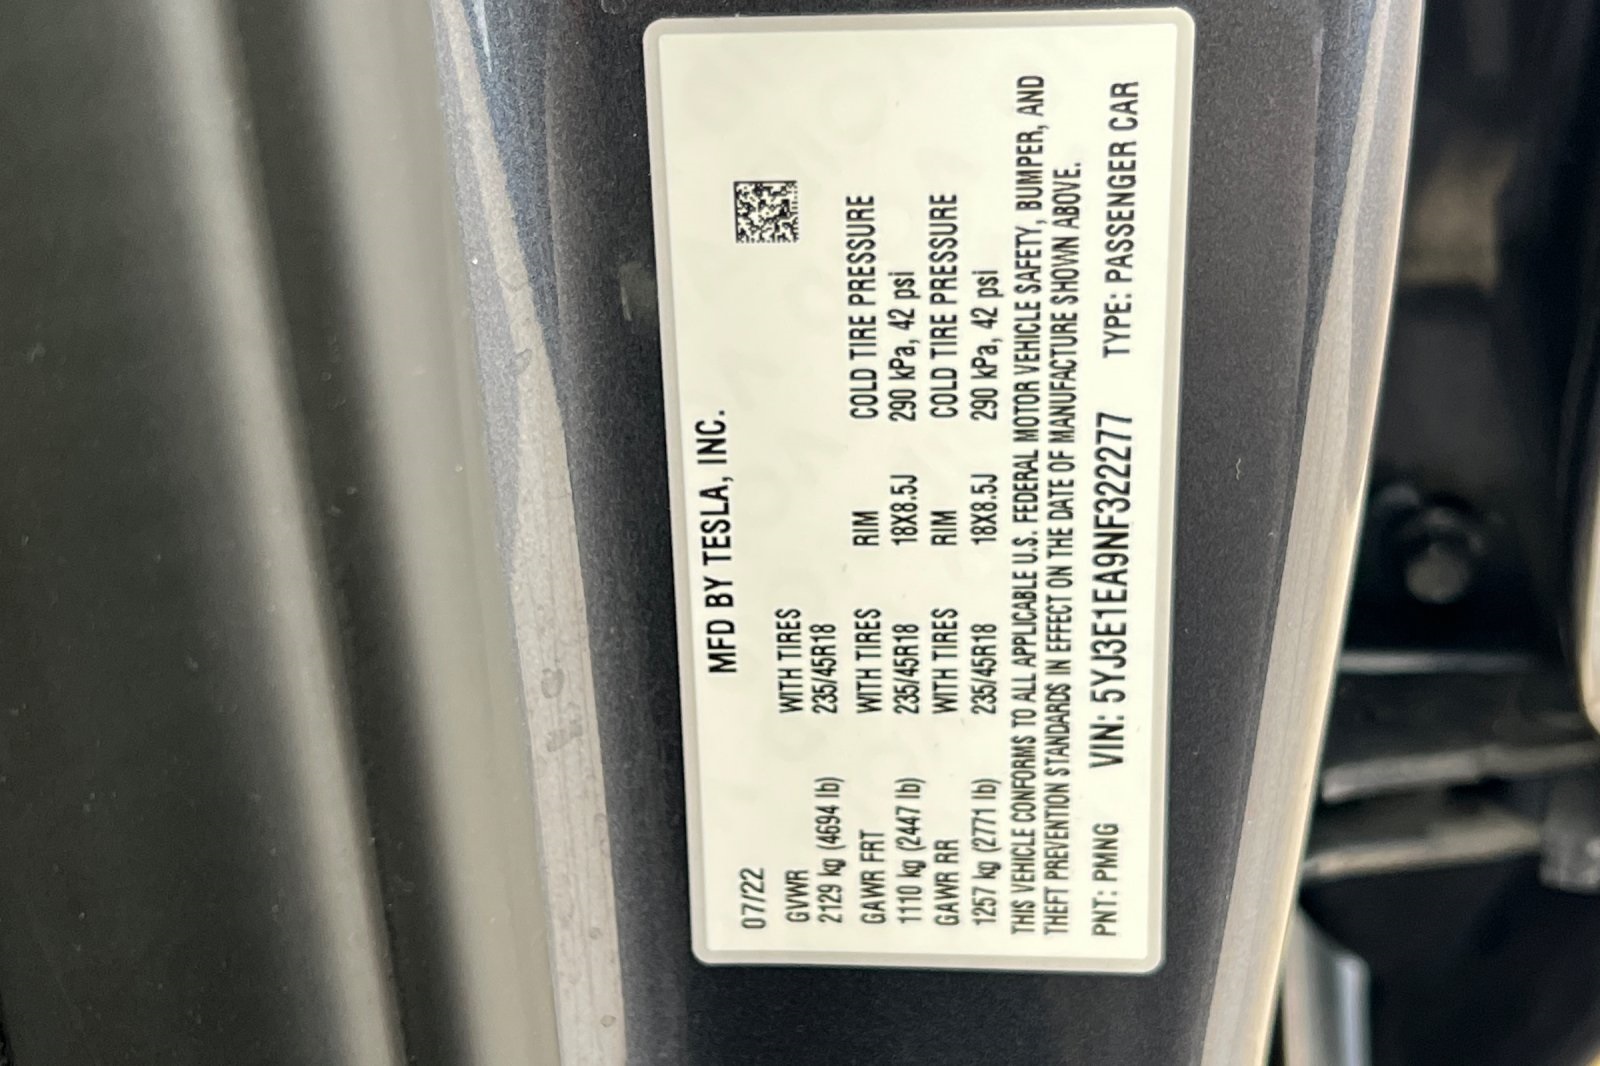 MFD BY TESLA, INC.
07/22
GVWR WITH TIRES
2129 kg (4694 lb) 235/45R18
GAWR FRT WITH TIRES RIM COLD TIRE PRESSURE
1110 kg (2447 lb) 235/45R18 18X8.5J 290 kPa, 42 psi
GAWR RR WITH TIRES RIM COLD TIRE PRESSURE
1257 kg (2771 lb) 235/45R18 18X8.5J 290 kPa, 42 psi
THIS VEHICLE CONFORMS TO ALL APPLICABLE U.S. FEDERAL MOTOR VEHICLE SAFETY, BUMPER, AND
THEFT PREVENTION STANDARDS IN EFFECT ON THE DATE OF MANUFACTURE SHOWN ABOVE.
PNT: PMNG VIN: 5YJ3E1EA9NF322277 TYPE: PASSENGER CAR